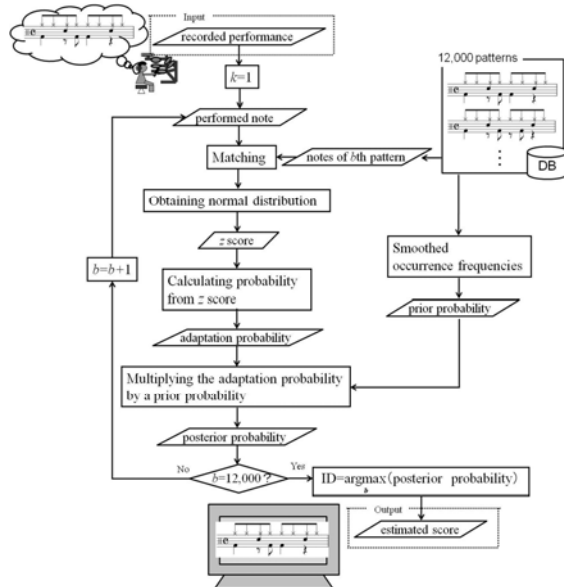 Input
recorded performance
12,000 patterns
k=1
performed note
Matching
notes of bth pattern
DB
Obtaining normal distribution
z score
b=b+1
Calculating probability
from z score
Smoothed
occurrence frequencies
prior probability
adaptation probability
Multiplying the adaptation probability
by a prior probability
posterior probability
No
b=12,000?
Yes
ID=argmax(posterior probability)
b
Output
estimated score